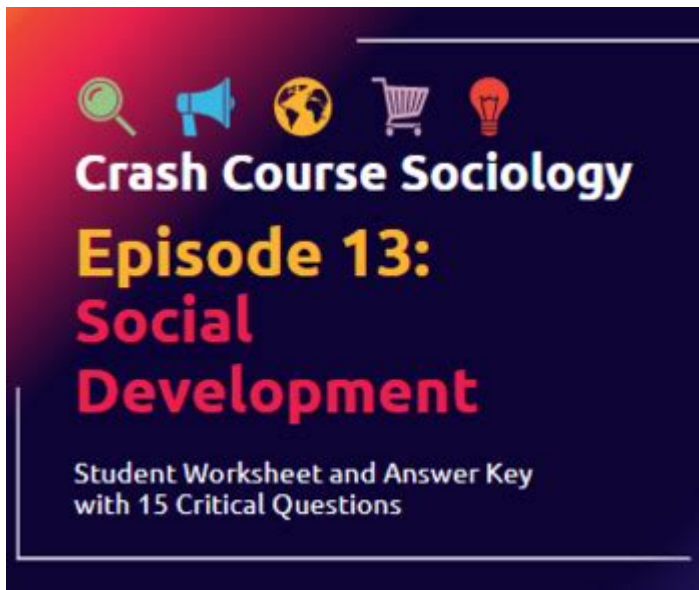 Crash Course Sociology
Episode 13:
Social
Development
Student Worksheet and Answer Key
with 15 Critical Questions